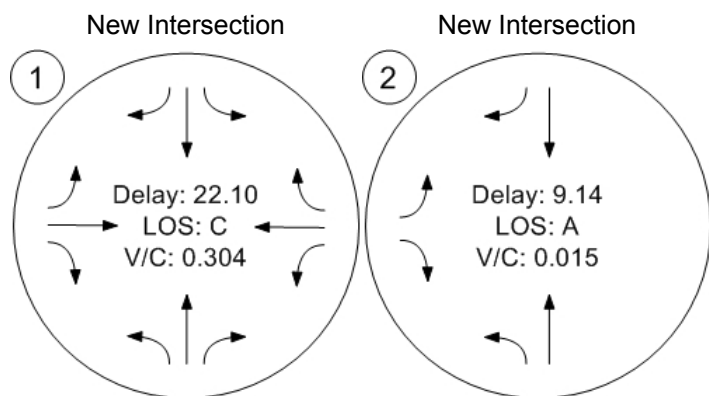 New Intersection
1
Delay: 22.10
LOS: C
V/C: 0.304
New Intersection
2
Delay: 9.14
LOS: A
V/C: 0.015